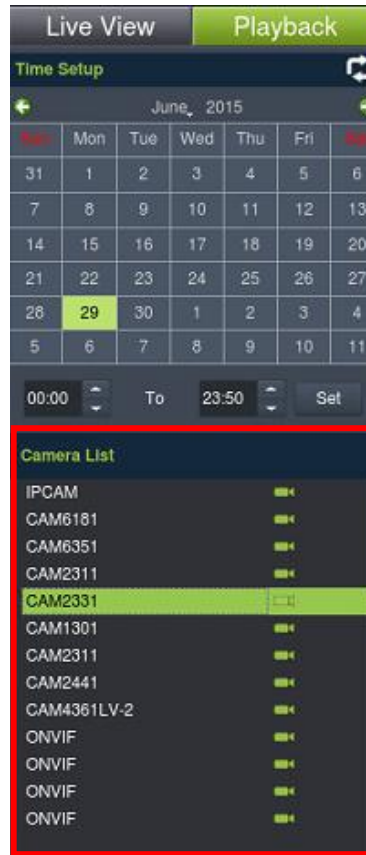 Live View Playback
Time Setup
June, 2015
Sun Mon Tue Wed Thu Fri
31 1 2 3 4 5 6
7 8 9 10 11 12 13
14 15 16 17 18 19 20
21 22 23 24 25 26 27
28 29 30 1 2 3 4
5 6 7 8 9 10 11
00:00 To 23:50 Set
Camera List
IPCAM
CAM6181
CAM6351
CAM2311
CAM2331
CAM1301
CAM2311
CAM2441
CAM4361LV-2
ONVIF
ONVIF
ONVIF
ONVIF